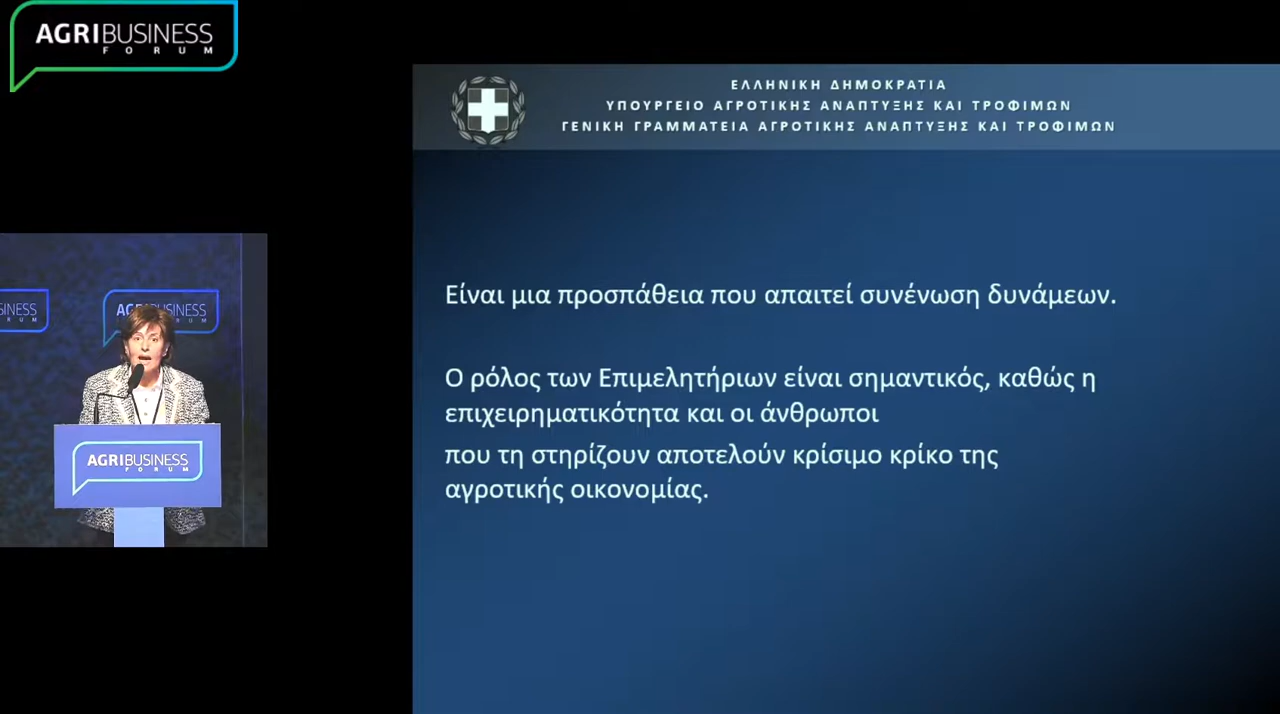 AGRIBUSINESS
FORUM
ΕΛΛΗΝΙΚΗ ΔΗΜΟΚΡΑΤΙΑ
ΥΠΟΥΡΓΕΙΟ ΑΓΡΟΤΙΚΗΣ ΑΝΑΠΤΥΞΗΣ ΚΑΙ ΤΡΟΦΙΜΩΝ
ΓΕΝΙΚΗ ΓΡΑΜΜΑΤΕΙΑ ΑΓΡΟΤΙΚΗΣ ΑΝΑΠΤΥΞΗΣ ΚΑΙ ΤΡΟΦΙΜΩΝ
Είναι μια προσπάθεια που απαιτεί συνένωση δυνάμεων.
Ο ρόλος των Επιμελητήριων είναι σημαντικός, καθώς η
επιχειρηματικότητα και οι άνθρωποι
που τη στηρίζουν αποτελούν κρίσιμο κρίκο της
αγροτικής οικονομίας.
AGRIBUSINESS
FORUM